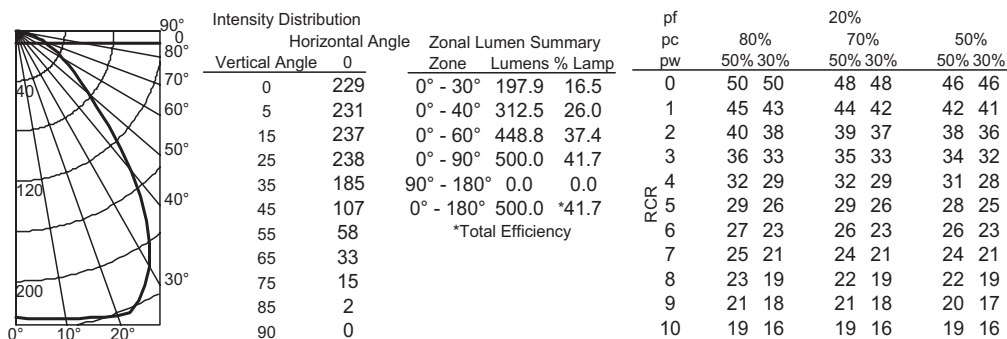 90°
0
80°
70°
60°
50°
40°
30°
40
120
200
0° 10° 20°
Intensity Distribution
Horizontal Angle
Vertical Angle 0
0 229
5 231
15 237
25 238
35 185
45 107
55 58
65 33
75 15
85 2
90 0
Zonal Lumen Summary
Zone Lumens % Lamp
0° - 30° 197.9 16.5
0° - 40° 312.5 26.0
0° - 60° 448.8 37.4
0° - 90° 500.0 41.7
90° - 180° 0.0 0.0
0° - 180° 500.0 *41.7
*Total Efficiency
pf 20%
pc 80% 70% 50%
pw 50% 30% 50% 30% 50% 30%
RCR
0 50 50 48 48 46 46
1 45 43 44 42 42 41
2 40 38 39 37 38 36
3 36 33 35 33 34 32
4 32 29 32 29 31 28
5 29 26 29 26 28 25
6 27 23 26 23 26 23
7 25 21 24 21 24 21
8 23 19 22 19 22 19
9 21 18 21 18 20 17
10 19 16 19 16 19 16